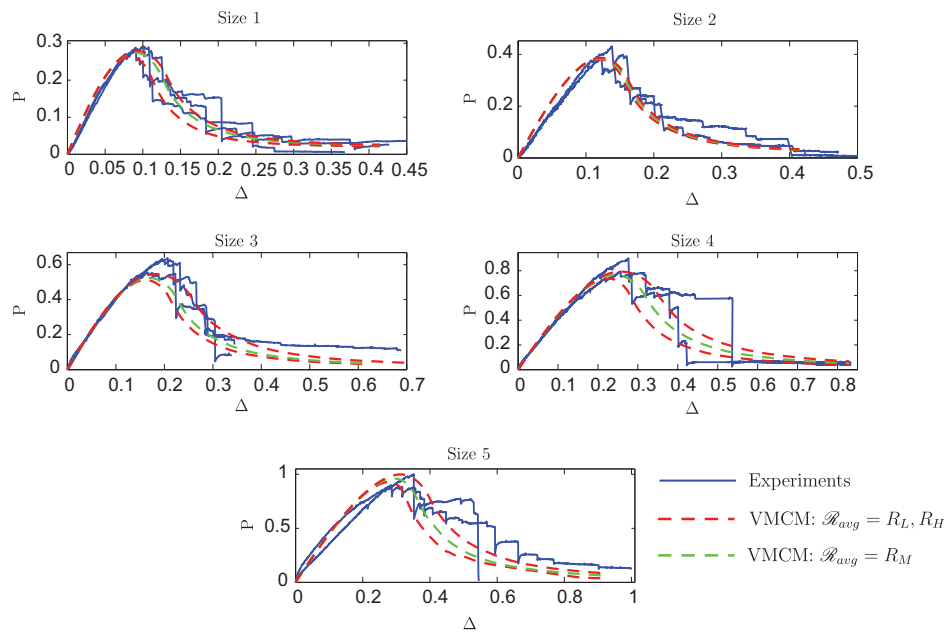 Size 1
Size 2
P
0.3
0.2
0.1
0
0 0.05 0.1 0.15 0.2 0.25 0.3 0.35 0.4 0.45
Δ
P
0.4
0.2
0
0 0.1 0.2 0.3 0.4 0.5
Δ
Size 3
Size 4
P
0.6
0.4
0.2
0
0 0.1 0.2 0.3 0.4 0.5 0.6 0.7
Δ
P
0.8
0.6
0.4
0.2
0
0 0.1 0.2 0.3 0.4 0.5 0.6 0.7 0.8
Δ
Size 5
P
1
0.5
0
0 0.2 0.4 0.6 0.8 1
Δ
Experiments
VMCM: ℛavg = RL, RH
VMCM: ℛavg = RM